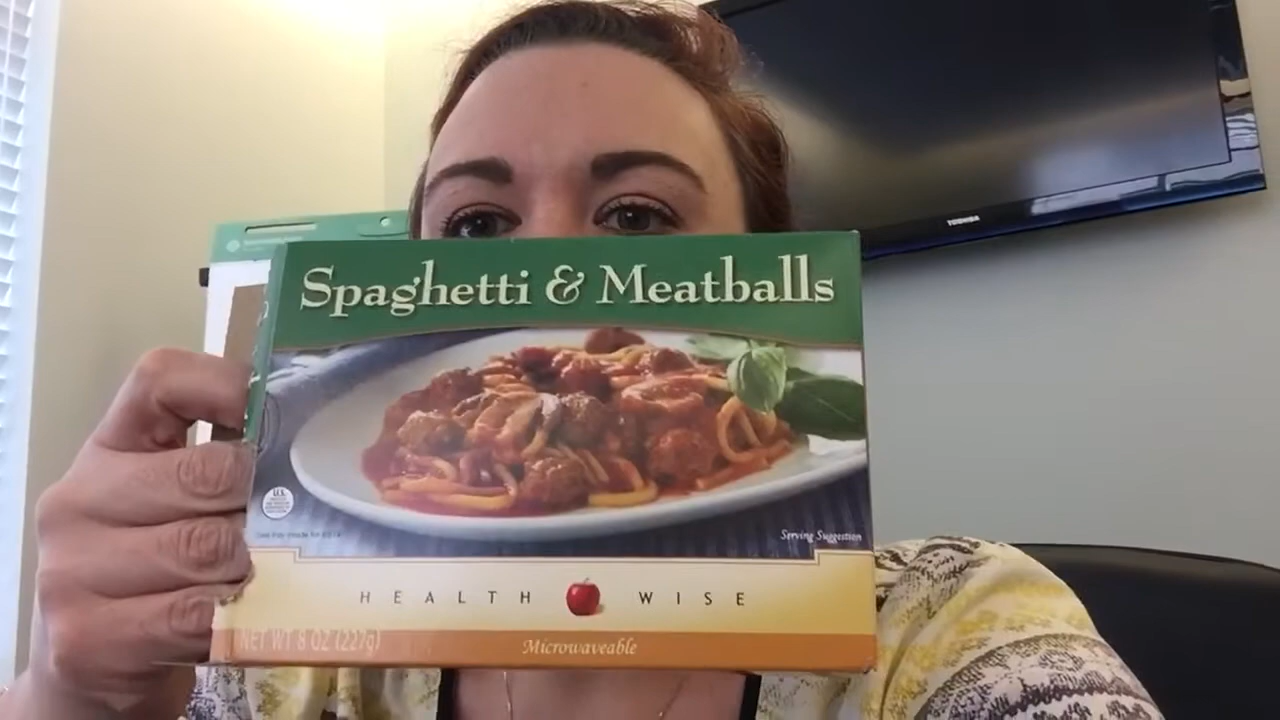 TOSHIBA
Spaghetti & Meatballs
U.S.
Serving Suggestion
HEALTH WISE
NET WT 8 OZ (227g)
Microwaveable